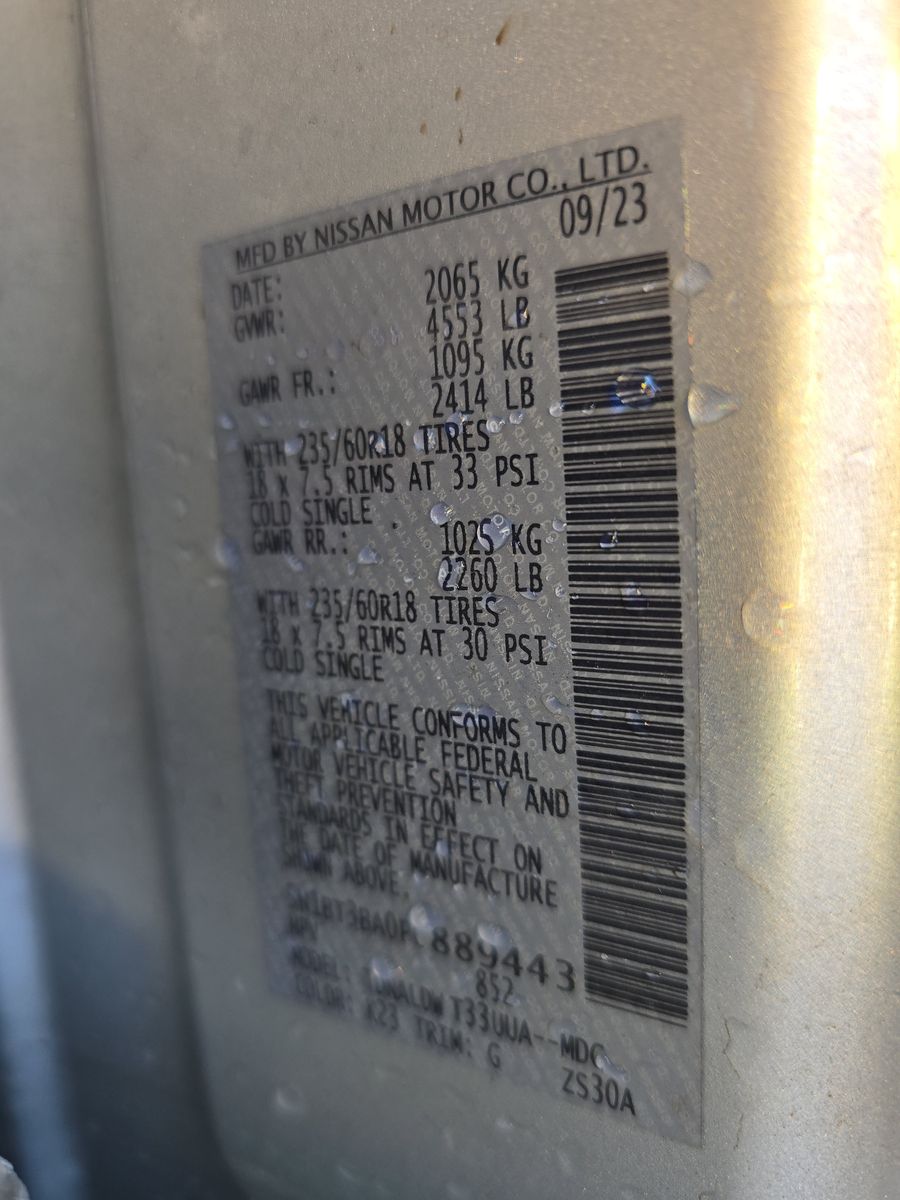 MFD BY NISSAN MOTOR CO., LTD.
DATE: 09/23
GVWR: 2065 KG
4553 LB
GAWR FR.: 1095 KG
2414 LB
WITH 235/60R18 TIRES
18 x 7.5 RIMS AT 33 PSI
COLD SINGLE
GAWR RR.: 1025 KG
2260 LB
WITH 235/60R18 TIRES
18 x 7.5 RIMS AT 30 PSI
COLD SINGLE
THIS VEHICLE CONFORMS TO
ALL APPLICABLE FEDERAL
MOTOR VEHICLE SAFETY AND
THEFT PREVENTION
STANDARDS IN EFFECT ON
THE DATE OF MANUFACTURE
SHOWN ABOVE.
889443
MPV 852
MODEL: T33UUA--MDC
COLOR: K23 TRIM: G ZS30A